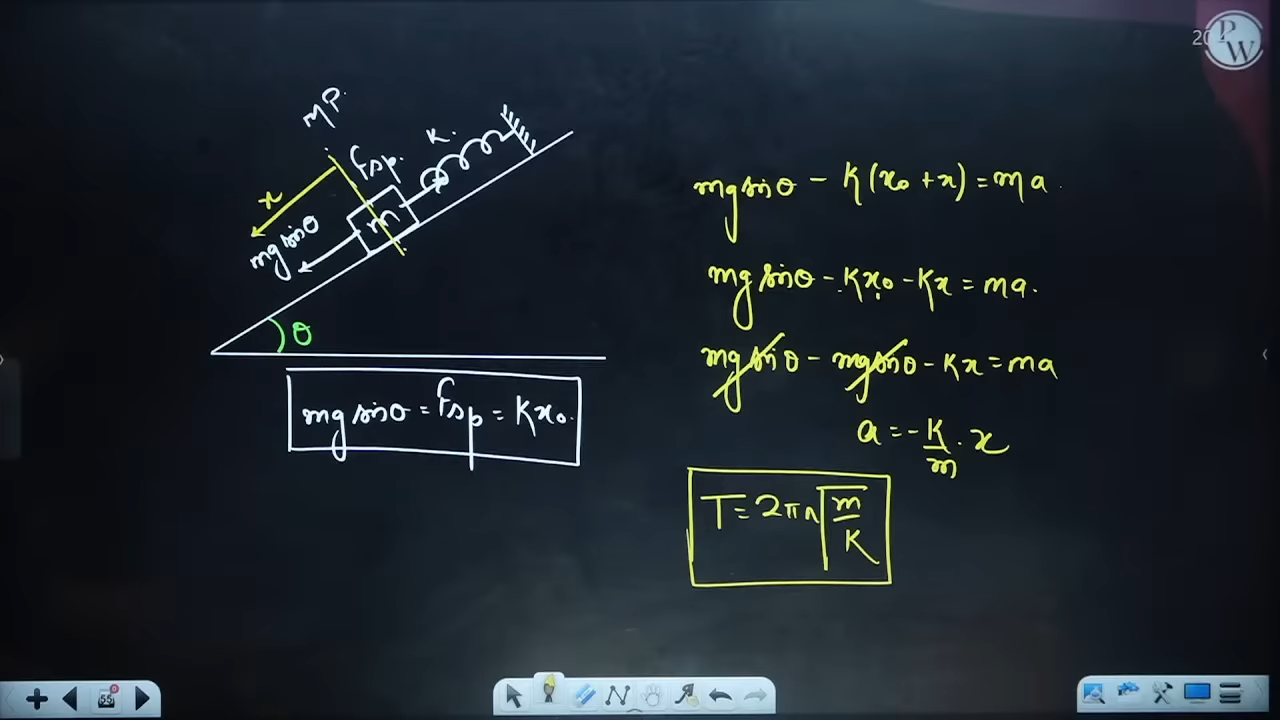 PW
MP.
K.
fsp.
x
mg sinθ
m
θ
mg sinθ = fsp = Kx₀.
mg sinθ - K(x₀ + x) = ma.
mg sinθ - Kx₀ - Kx = ma.
mg sinθ - mg sinθ - Kx = ma
a = - K/m . x
T = 2π √m/K
55